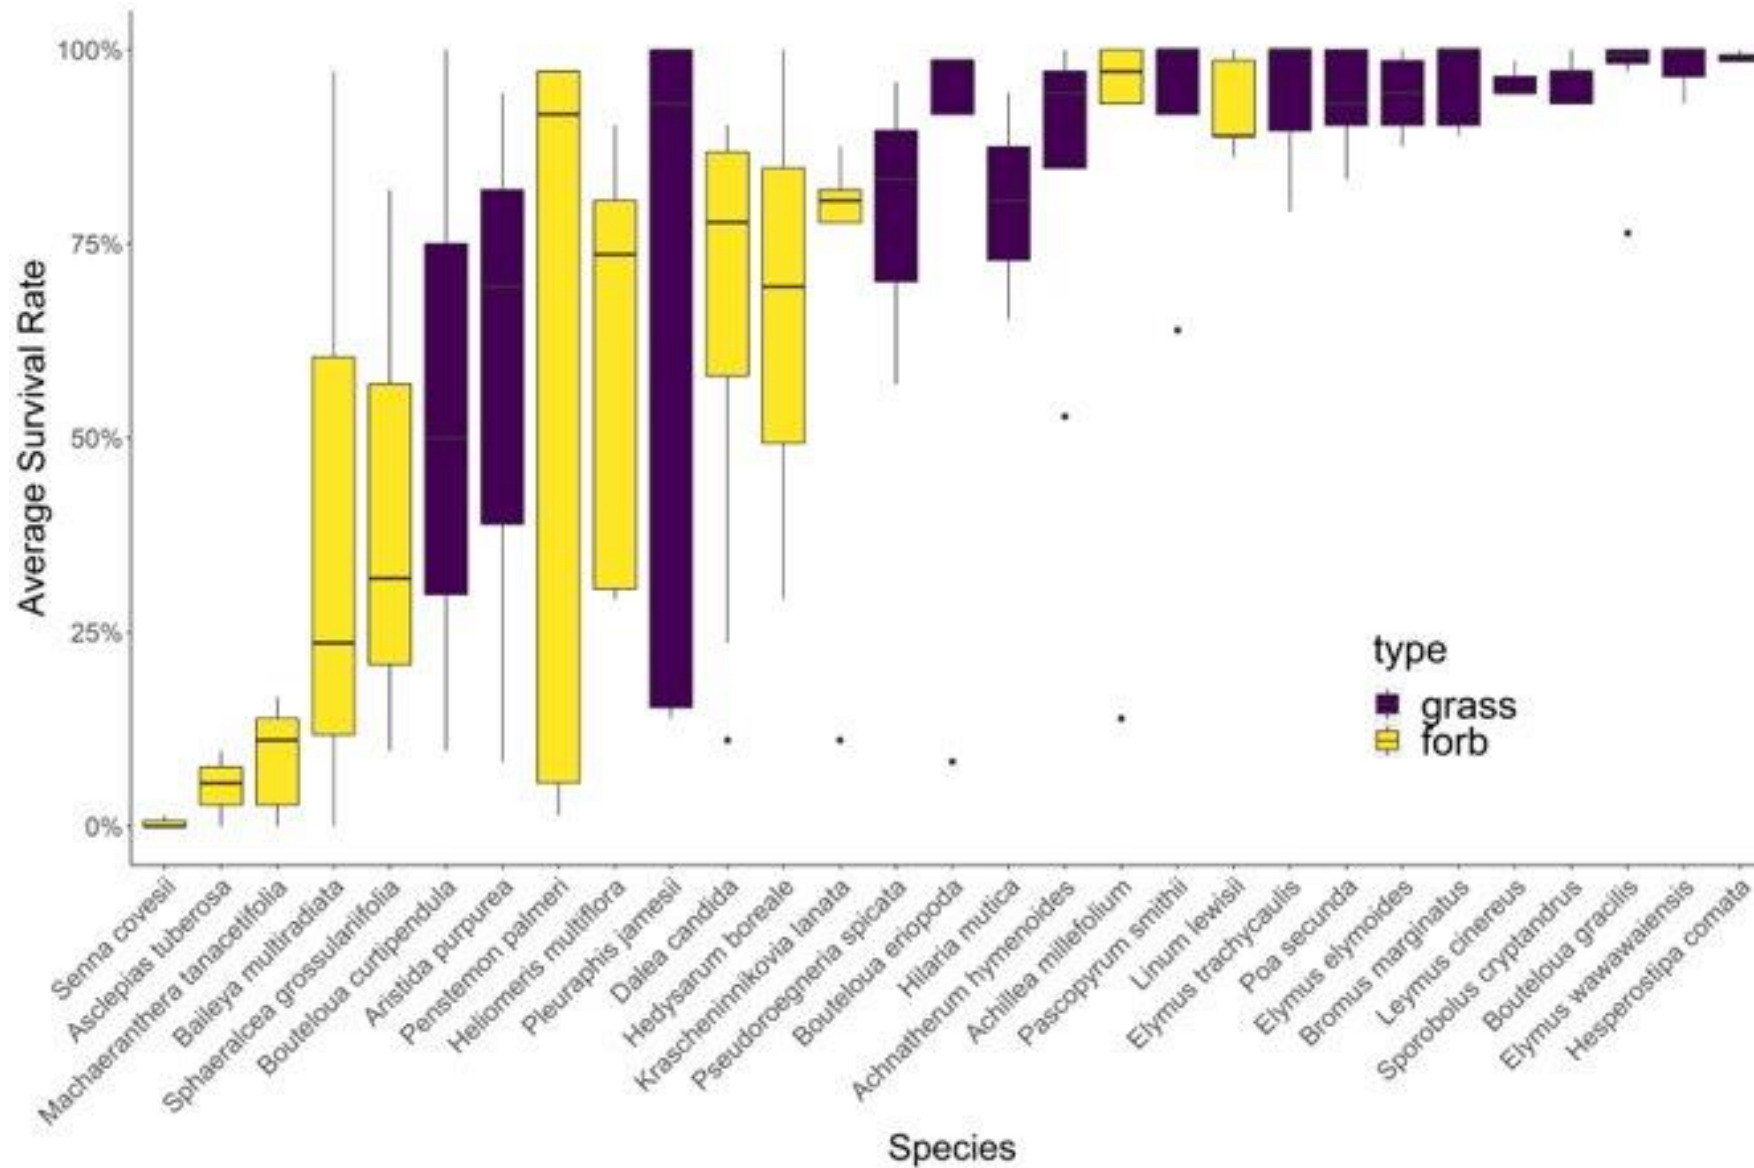 Average Survival Rate
100%
75%
50%
25%
0%
type
grass
forb
Senna covesii
Asclepias tuberosa
Machaeranthera tanacetifolia
Baileya multiradiata
Sphaeralcea grossulariifolia
Bouteloua curtipendula
Aristida purpurea
Penstemon palmeri
Heliomeris multiflora
Pleuraphis jamesii
Dalea candida
Hedysarum boreale
Krascheninnikovia lanata
Pseudoroegneria spicata
Bouteloua eriopoda
Hilaria mutica
Achnatherum hymenoides
Achillea millefolium
Pascopyrum smithii
Linum lewisii
Elymus trachycaulis
Poa secunda
Elymus elymoides
Bromus marginatus
Leymus cinereus
Sporobolus cryptandrus
Bouteloua gracilis
Elymus wawawaiensis
Hesperostipa comata
Species